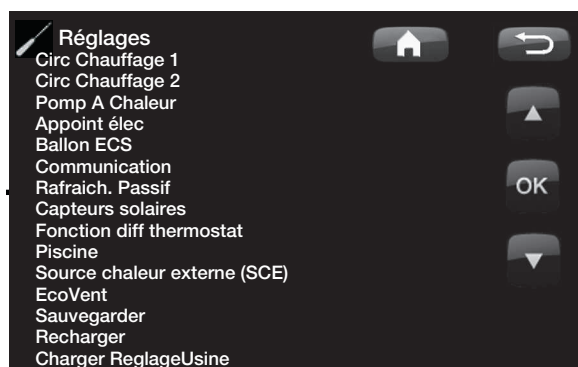 Réglages
Circ Chauffage 1
Circ Chauffage 2
Pomp A Chaleur
Appoint élec
Ballon ECS
Communication
Rafraich. Passif
Capteurs solaires
Fonction diff thermostat
Piscine
Source chaleur externe (SCE)
EcoVent
Sauvegarder
Recharger
Charger ReglageUsine
OK